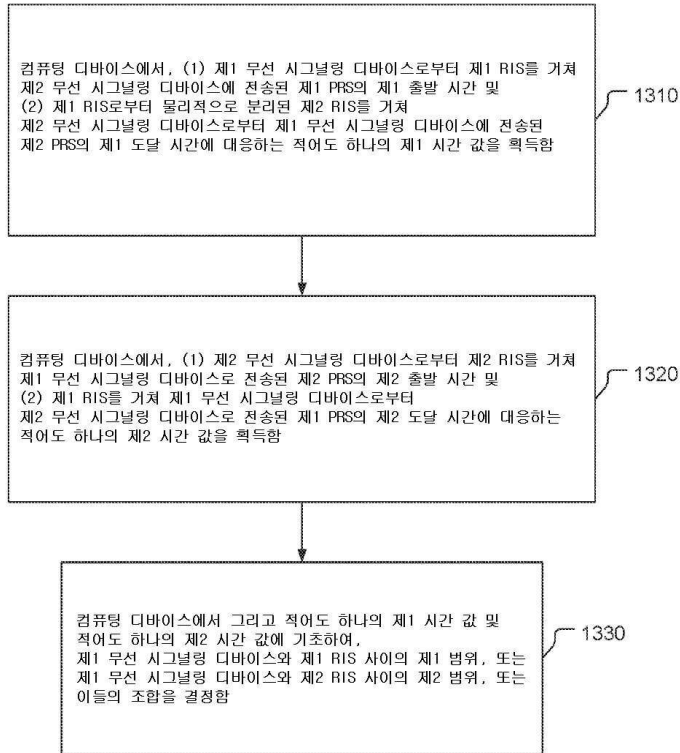 컴퓨팅 디바이스에서, (1) 제1 무선 시그널링 디바이스로부터 제1 RIS를 거쳐
제2 무선 시그널링 디바이스에 전송된 제1 PRS의 제1 출발 시간 및
(2) 제1 RIS로부터 물리적으로 분리된 제2 RIS를 거쳐
제2 무선 시그널링 디바이스로부터 제1 무선 시그널링 디바이스에 전송된
제2 PRS의 제1 도달 시간에 대응하는 적어도 하나의 제1 시간 값을 획득함
1310
컴퓨팅 디바이스에서, (1) 제2 무선 시그널링 디바이스로부터 제2 RIS를 거쳐
제1 무선 시그널링 디바이스로 전송된 제2 PRS의 제2 출발 시간 및
(2) 제1 RIS를 거쳐 제1 무선 시그널링 디바이스로부터
제2 무선 시그널링 디바이스로 전송된 제1 PRS의 제2 도달 시간에 대응하는
적어도 하나의 제2 시간 값을 획득함
1320
컴퓨팅 디바이스에서 그리고 적어도 하나의 제1 시간 값 및
적어도 하나의 제2 시간 값에 기초하여,
제1 무선 시그널링 디바이스와 제1 RIS 사이의 제1 범위, 또는
제1 무선 시그널링 디바이스와 제2 RIS 사이의 제2 범위, 또는
이들의 조합을 결정함
1330